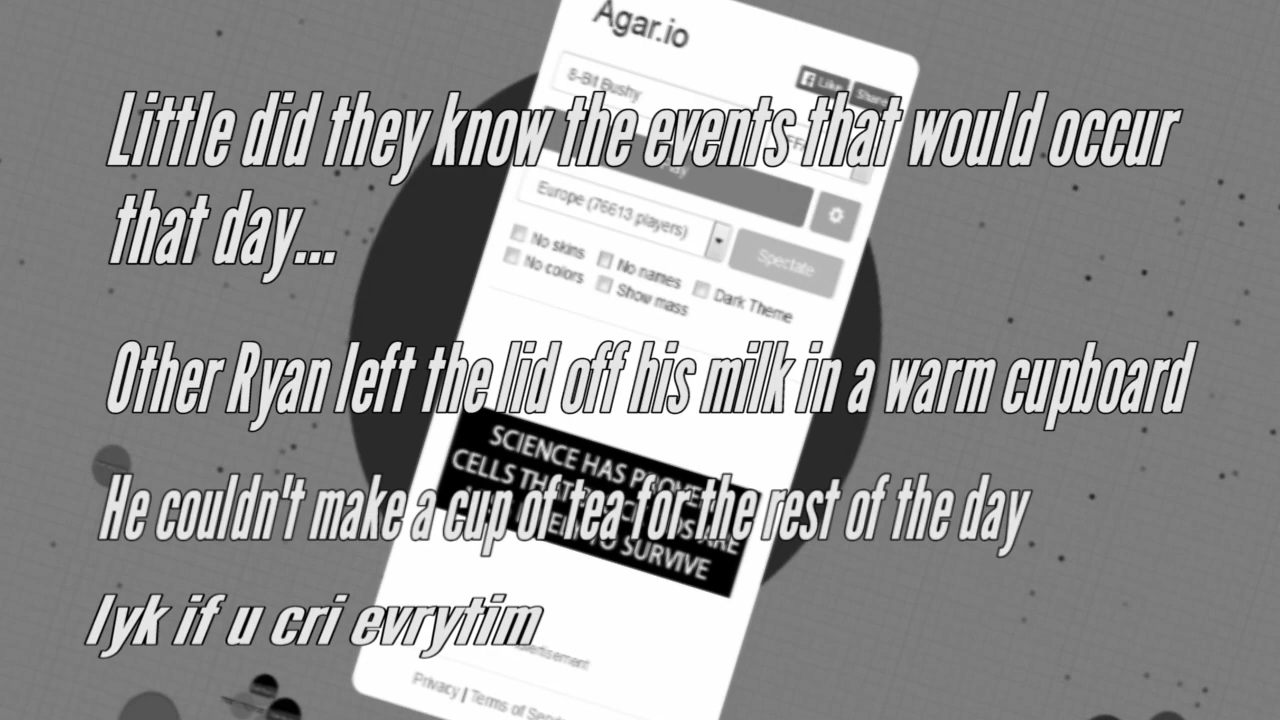 Agar.io
8-Bit Bushy
Like
Share
Little did they know the events that would occur
that day...
Play
Europe (76613 players)
Spectate
No skins No names Dark Theme
No colors Show mass
Other Ryan left the lid off his milk in a warm cupboard
SCIENCE HAS
CELLS
He couldn't make a cup of tea for the rest of the day
SURVIVE
lyk if u cri evrytim
Privacy | Terms of